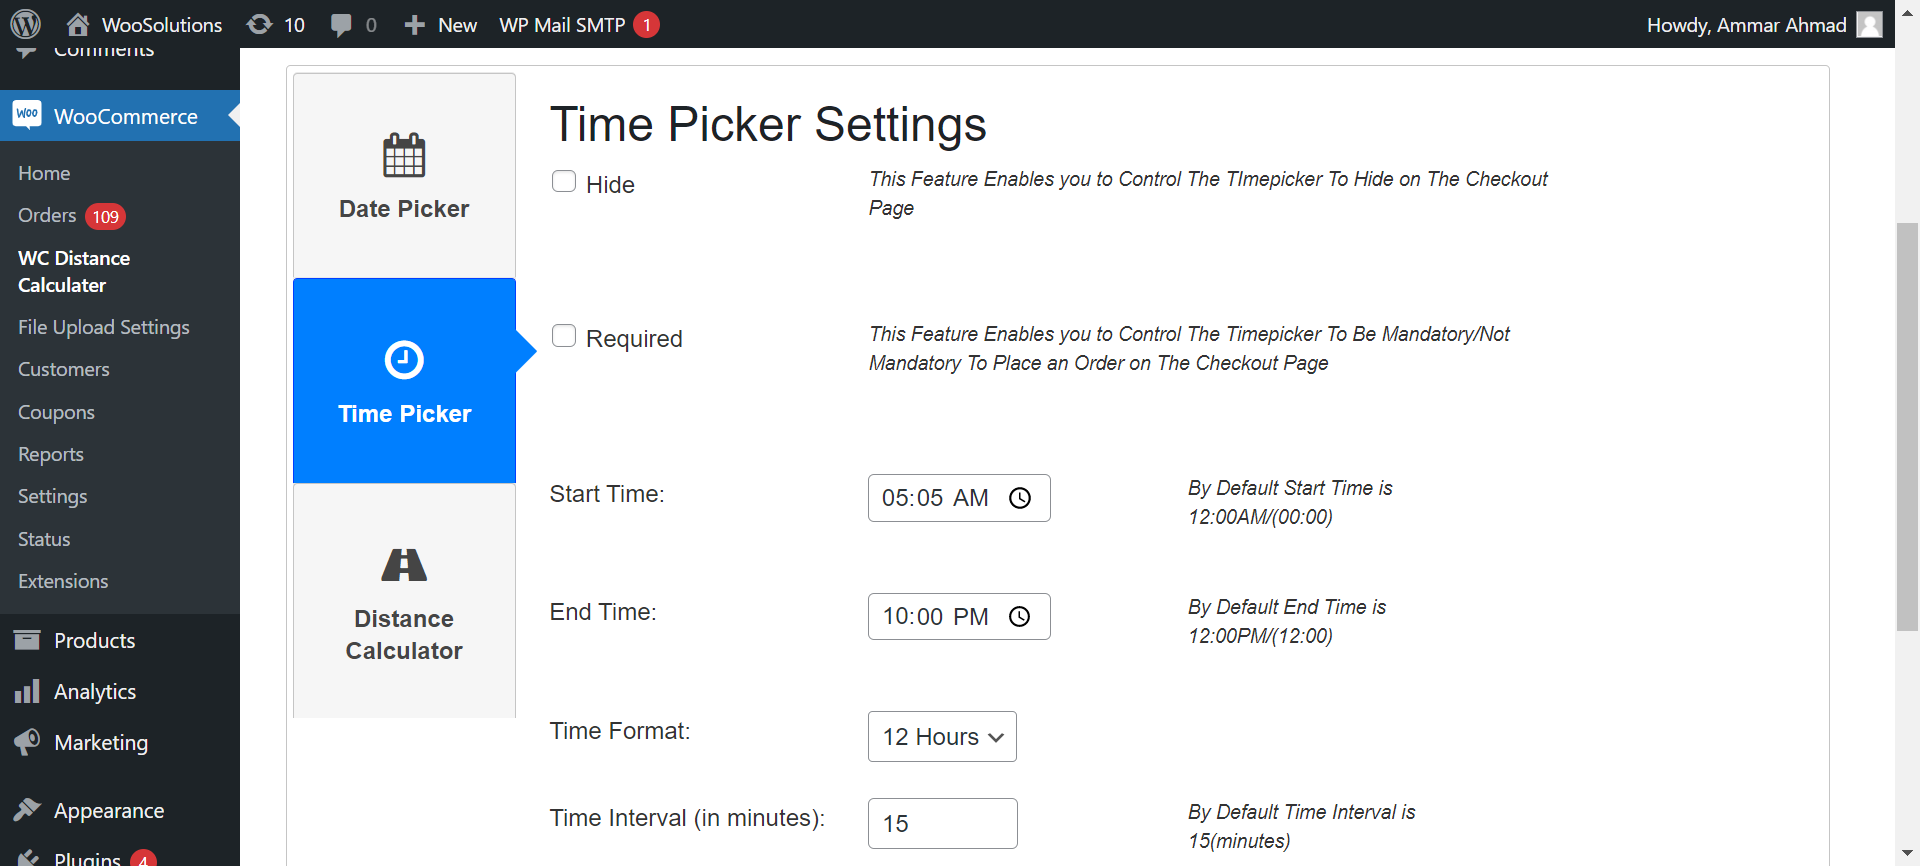 WooSolutions 10 0 New WP Mail SMTP 1 Howdy, Ammar Ahmad
Comments
Woo WooCommerce
Home
Orders 109
WC Distance
Calculater
File Upload Settings
Customers
Coupons
Reports
Settings
Status
Extensions
Products
Analytics
Marketing
Appearance
Plugins 4
Date Picker
Time Picker
Distance
Calculator
Time Picker Settings
Hide
This Feature Enables you to Control The TImepicker To Hide on The Checkout
Page
Required
This Feature Enables you to Control The Timepicker To Be Mandatory/Not
Mandatory To Place an Order on The Checkout Page
Start Time: 05:05 AM
By Default Start Time is
12:00AM/(00:00)
End Time: 10:00 PM
By Default End Time is
12:00PM/(12:00)
Time Format: 12 Hours
Time Interval (in minutes): 15
By Default Time Interval is
15(minutes)